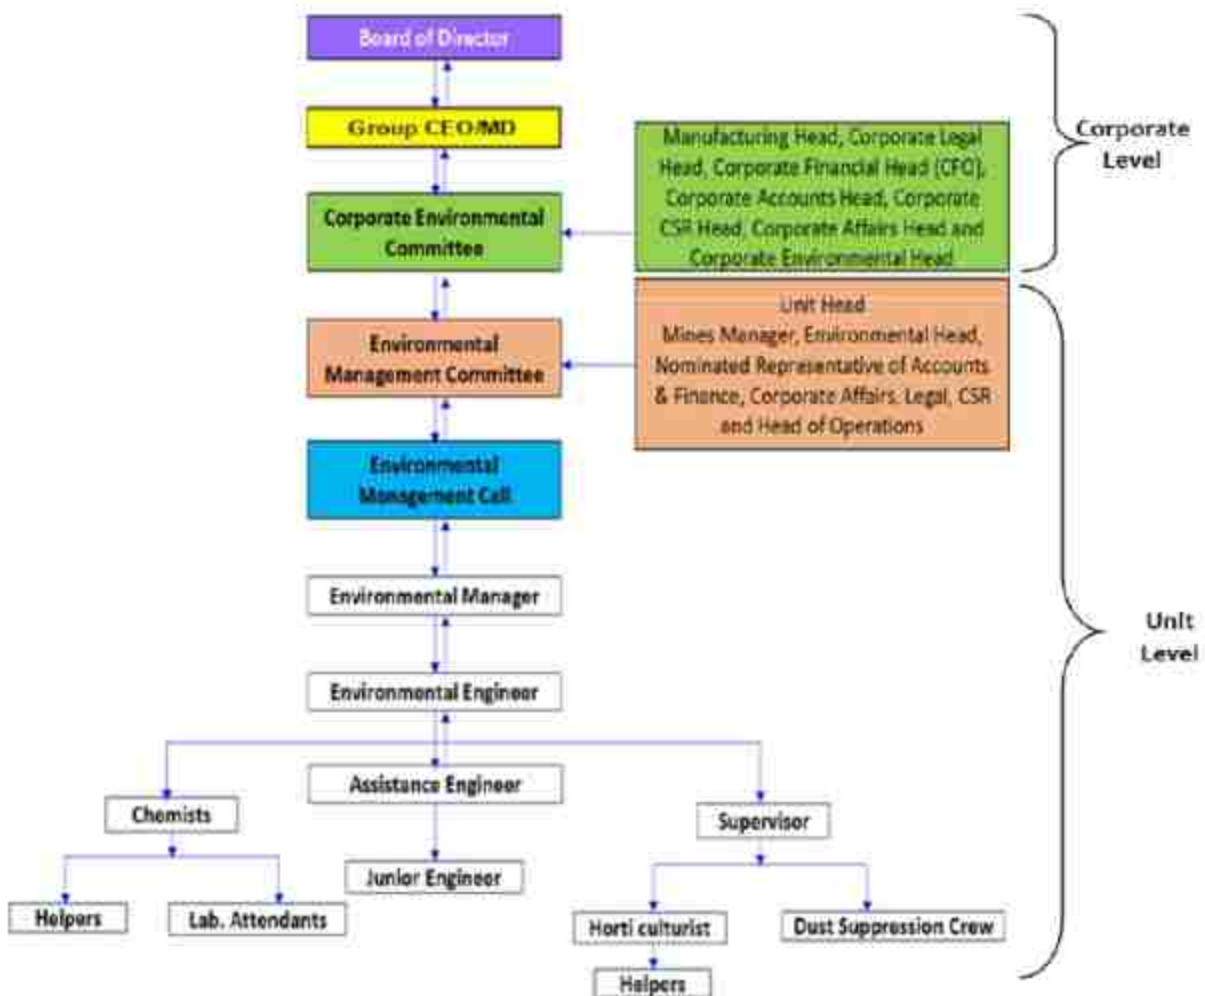 Board of Director
Group CEO/MD
Corporate Environmental
Committee
Manufacturing Head, Corporate Legal
Head, Corporate Financial Head (CFO),
Corporate Accounts Head, Corporate
CSR Head, Corporate Affairs Head and
Corporate Environmental Head
Corporate
Level
Environmental
Management Committee
Unit Head
Mines Manager, Environmental Head,
Nominated Representative of Accounts
& Finance, Corporate Affairs, Legal, CSR
and Head of Operations
Environmental
Management Call
Environmental Manager
Environmental Engineer
Unit
Level
Assistance Engineer
Chemists
Supervisor
Junior Engineer
Helpers
Lab. Attendants
Horti culturist
Dust Suppression Crew
Helpers